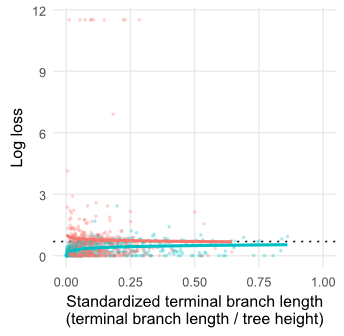 12
9
6
3
0
Log loss
0.00 0.25 0.50 0.75 1.00
Standardized terminal branch length
(terminal branch length / tree height)